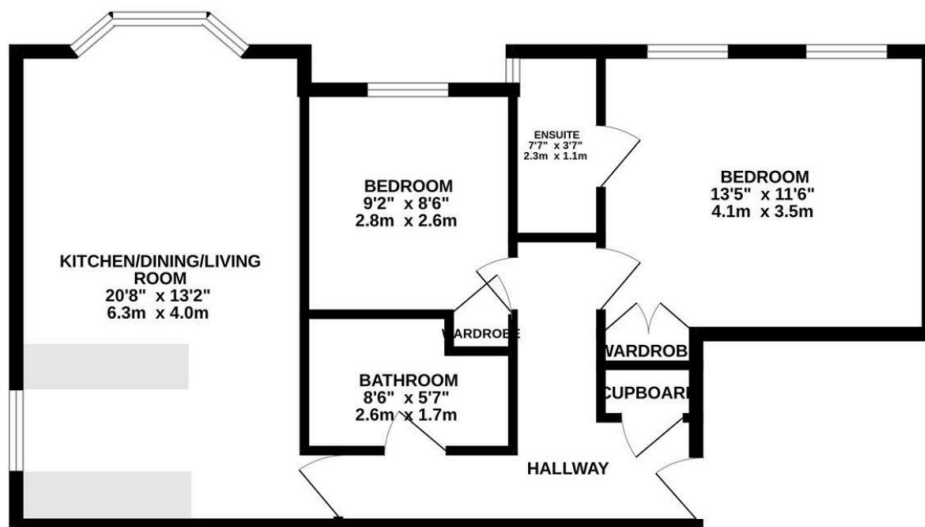 KITCHEN/DINING/LIVING
ROOM
20'8" x 13'2"
6.3m x 4.0m
BEDROOM
9'2" x 8'6"
2.8m x 2.6m
ENSUITE
7'7" x 3'7"
2.3m x 1.1m
BEDROOM
13'5" x 11'6"
4.1m x 3.5m
WARDROBE
WARDROB
BATHROOM
8'6" x 5'7"
2.6m x 1.7m
CUPBOARD
HALLWAY